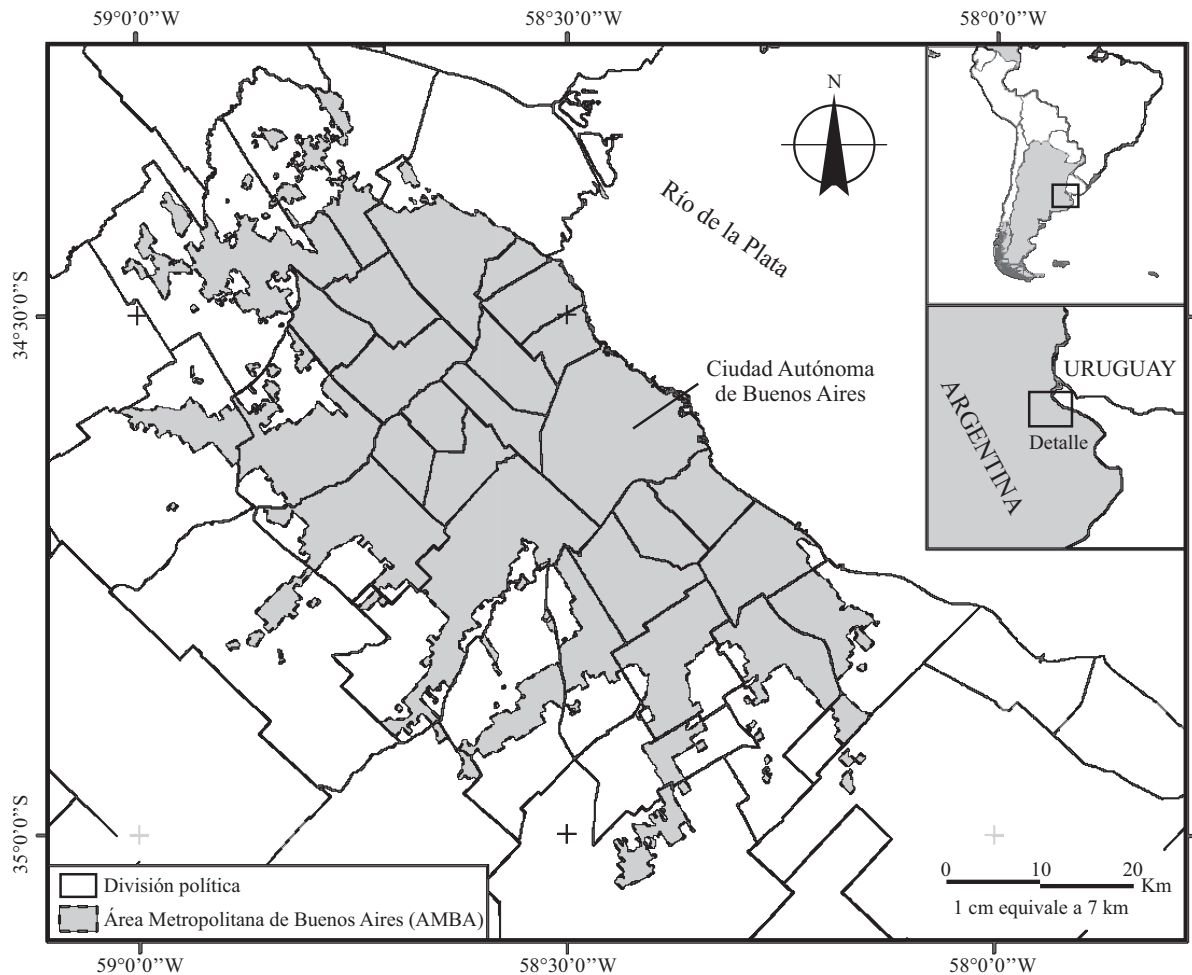 59°0'0''W
58°30'0''W
58°0'0''W
N
Río de la Plata
34°30'0''S
Ciudad Autónoma
de Buenos Aires
URUGUAY
ARGENTINA
Detalle
35°0'0''S
División política
Área Metropolitana de Buenos Aires (AMBA)
0 10 20
Km
1 cm equivale a 7 km
59°0'0''W
58°30'0''W
58°0'0''W